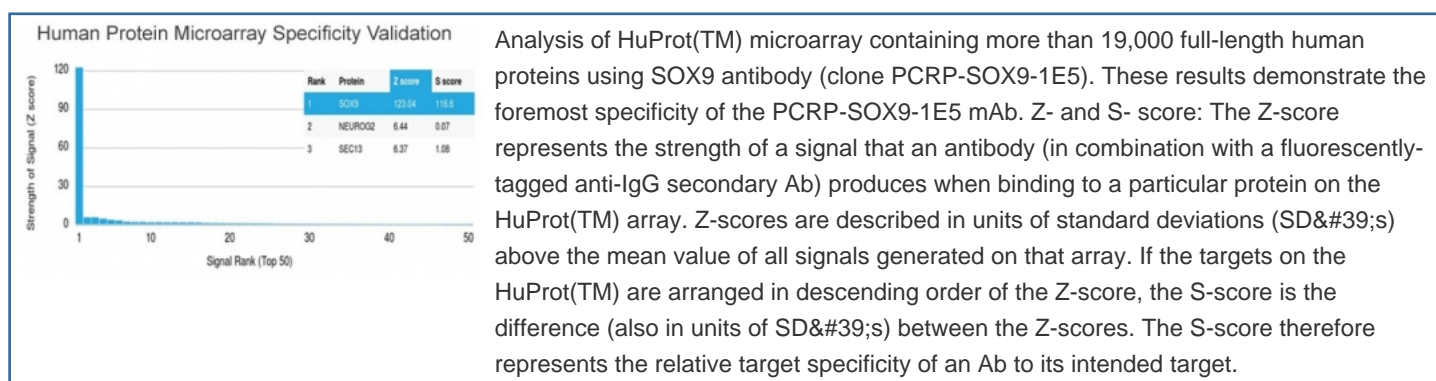 Human Protein Microarray Specificity Validation
Strength of Signal (Z score)
120
90
60
30
0
1 10 20 30 40 50
Signal Rank (Top 50)
Rank Protein Z score S score
1 SOX9 123.04 116.6
2 NEUROG2 6.44 0.07
3 SEC13 6.37 1.08
Analysis of HuProt(TM) microarray containing more than 19,000 full-length human
proteins using SOX9 antibody (clone PCRP-SOX9-1E5). These results demonstrate the
foremost specificity of the PCRP-SOX9-1E5 mAb. Z- and S- score: The Z-score
represents the strength of a signal that an antibody (in combination with a fluorescently-
tagged anti-IgG secondary Ab) produces when binding to a particular protein on the
HuProt(TM) array. Z-scores are described in units of standard deviations (SD&#39;s)
above the mean value of all signals generated on that array. If the targets on the
HuProt(TM) are arranged in descending order of the Z-score, the S-score is the
difference (also in units of SD&#39;s) between the Z-scores. The S-score therefore
represents the relative target specificity of an Ab to its intended target.